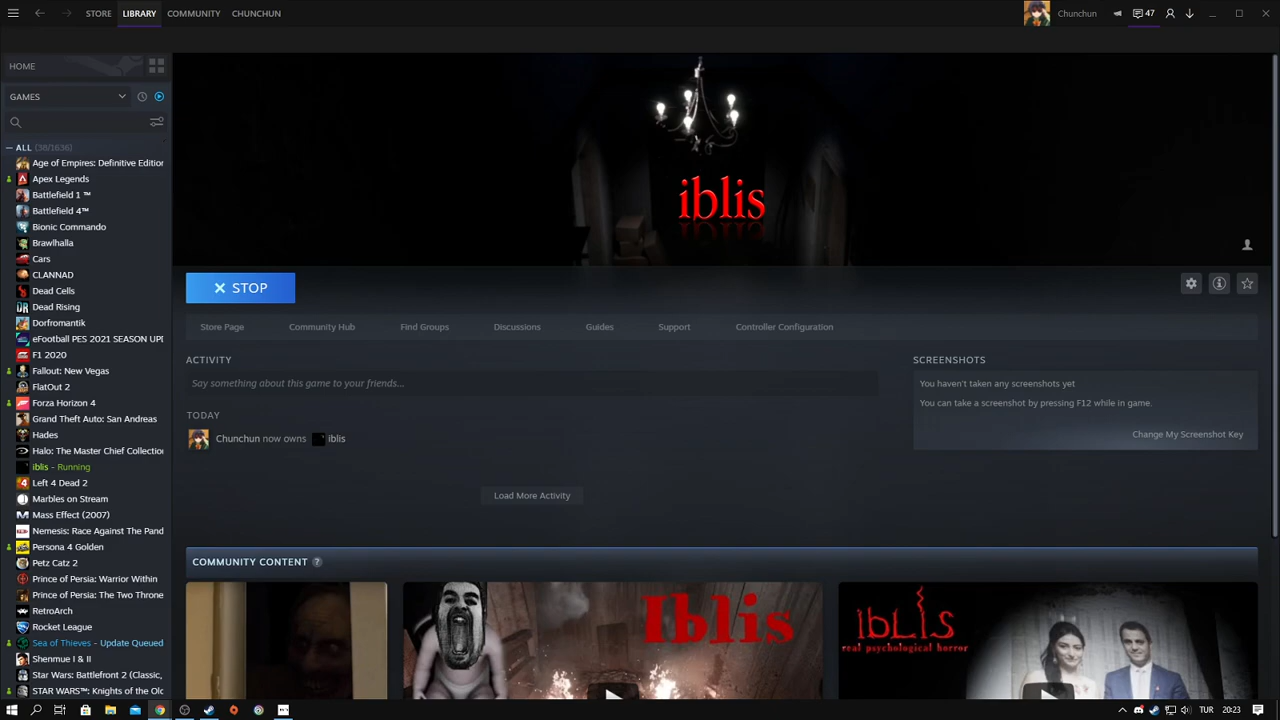 STORE LIBRARY COMMUNITY CHUNCHUN Chunchun 47
HOME
GAMES
ALL (38/1636)
Age of Empires: Definitive Edition
Apex Legends
Battlefield 1 ™
Battlefield 4™
Bionic Commando
Brawlhalla
Cars
CLANNAD
Dead Cells
Dead Rising
Dorfromantik
eFootball PES 2021 SEASON UPD
F1 2020
Fallout: New Vegas
FlatOut 2
Forza Horizon 4
Grand Theft Auto: San Andreas
Hades
Halo: The Master Chief Collection
iblis - Running
Left 4 Dead 2
Marbles on Stream
Mass Effect (2007)
Nemesis: Race Against The Pand
Persona 4 Golden
Petz Catz 2
Prince of Persia: Warrior Within
Prince of Persia: The Two Throne
RetroArch
Rocket League
Sea of Thieves - Update Queued
Shenmue I & II
Star Wars: Battlefront 2 (Classic,
STAR WARS™: Knights of the Old
iblis
STOP
Store Page Community Hub Find Groups Discussions Guides Support Controller Configuration
ACTIVITY
Say something about this game to your friends...
TODAY
Chunchun now owns iblis
Load More Activity
SCREENSHOTS
You haven't taken any screenshots yet
You can take a screenshot by pressing F12 while in game.
Change My Screenshot Key
COMMUNITY CONTENT ?
Iblis
ibLIS
real psychological horror
TUR 20:23